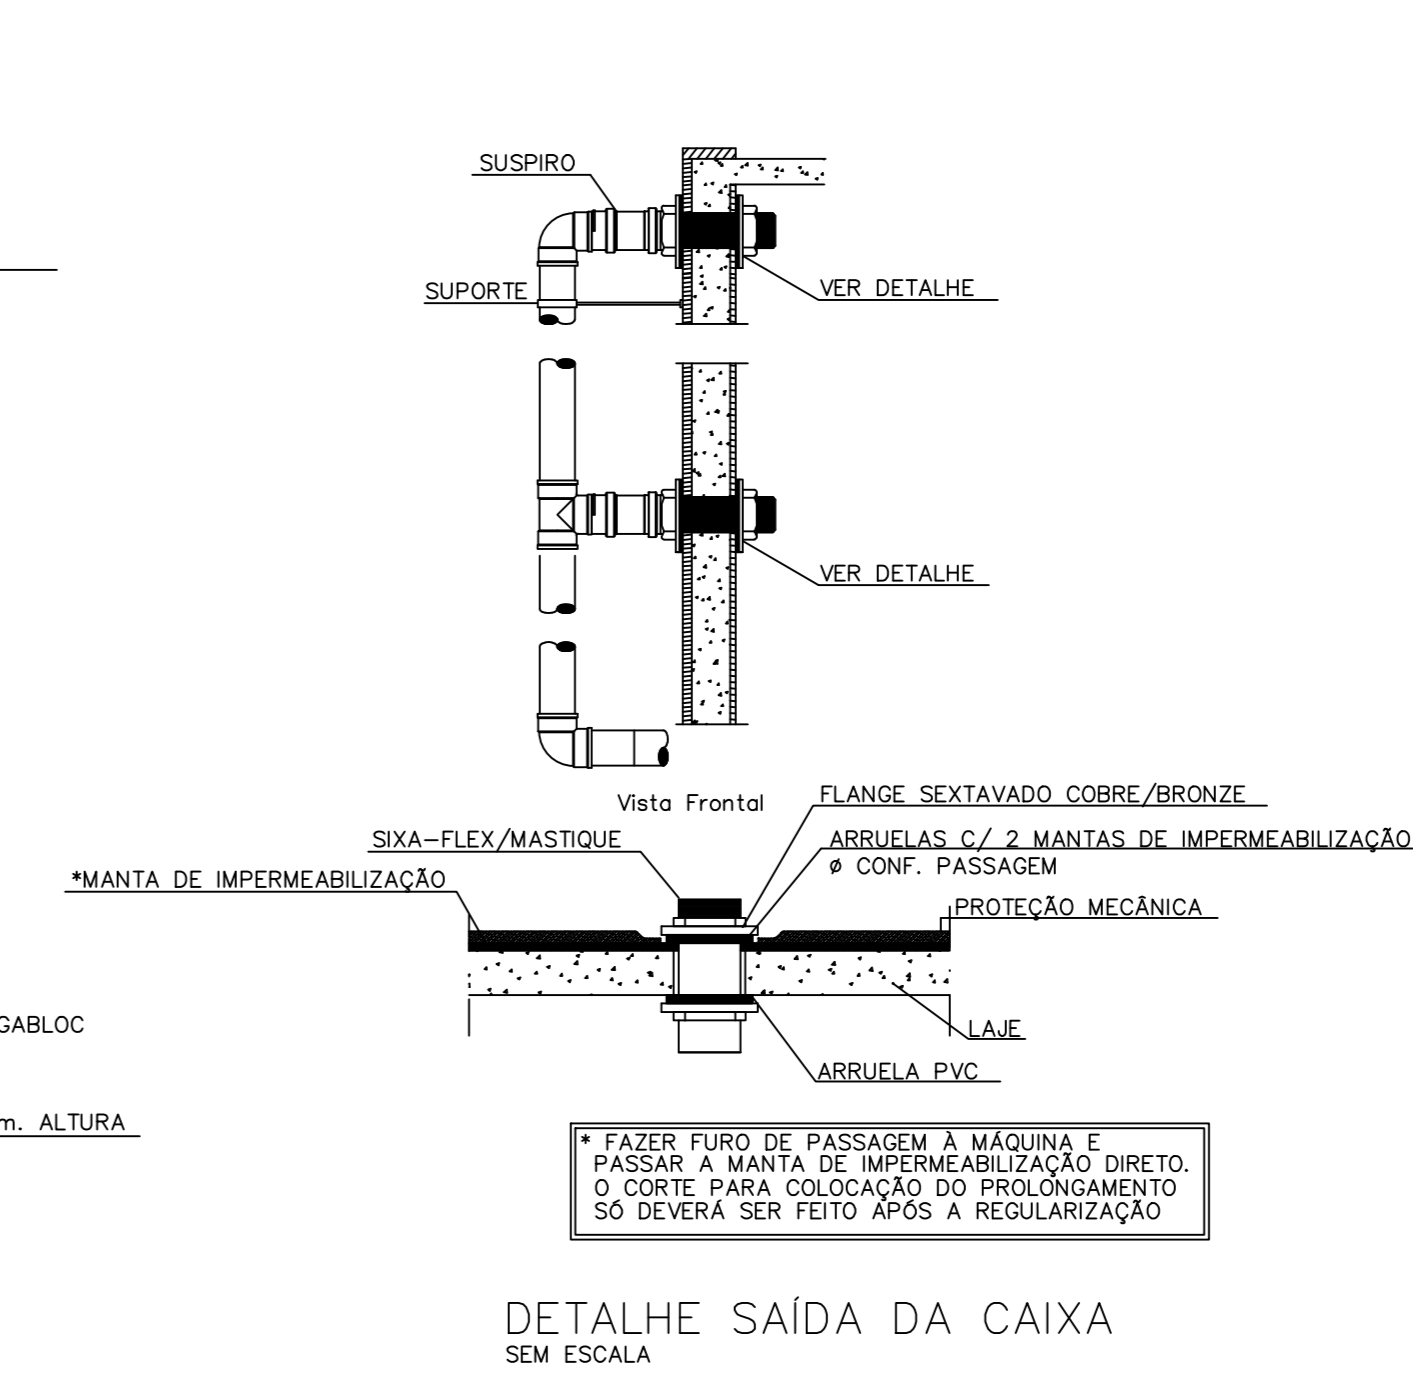 SUSPIRO
SUPORTE
VER DETALHE
VER DETALHE
Vista Frontal
FLANGE SEXTAVADO COBRE/BRONZE
SIXA-FLEX/MASTIQUE
ARRUELAS C/ 2 MANTAS DE IMPERMEABILIZAÇÃO
ø CONF. PASSAGEM
*MANTA DE IMPERMEABILIZAÇÃO
PROTEÇÃO MECÂNICA
GABLOC
LAJE
ARRUELA PVC
m. ALTURA
* FAZER FURO DE PASSAGEM À MÁQUINA E
PASSAR A MANTA DE IMPERMEABILIZAÇÃO DIRETO.
O CORTE PARA COLOCAÇÃO DO PROLONGAMENTO
SÓ DEVERÁ SER FEITO APÓS A REGULARIZAÇÃO
DETALHE SAÍDA DA CAIXA
SEM ESCALA